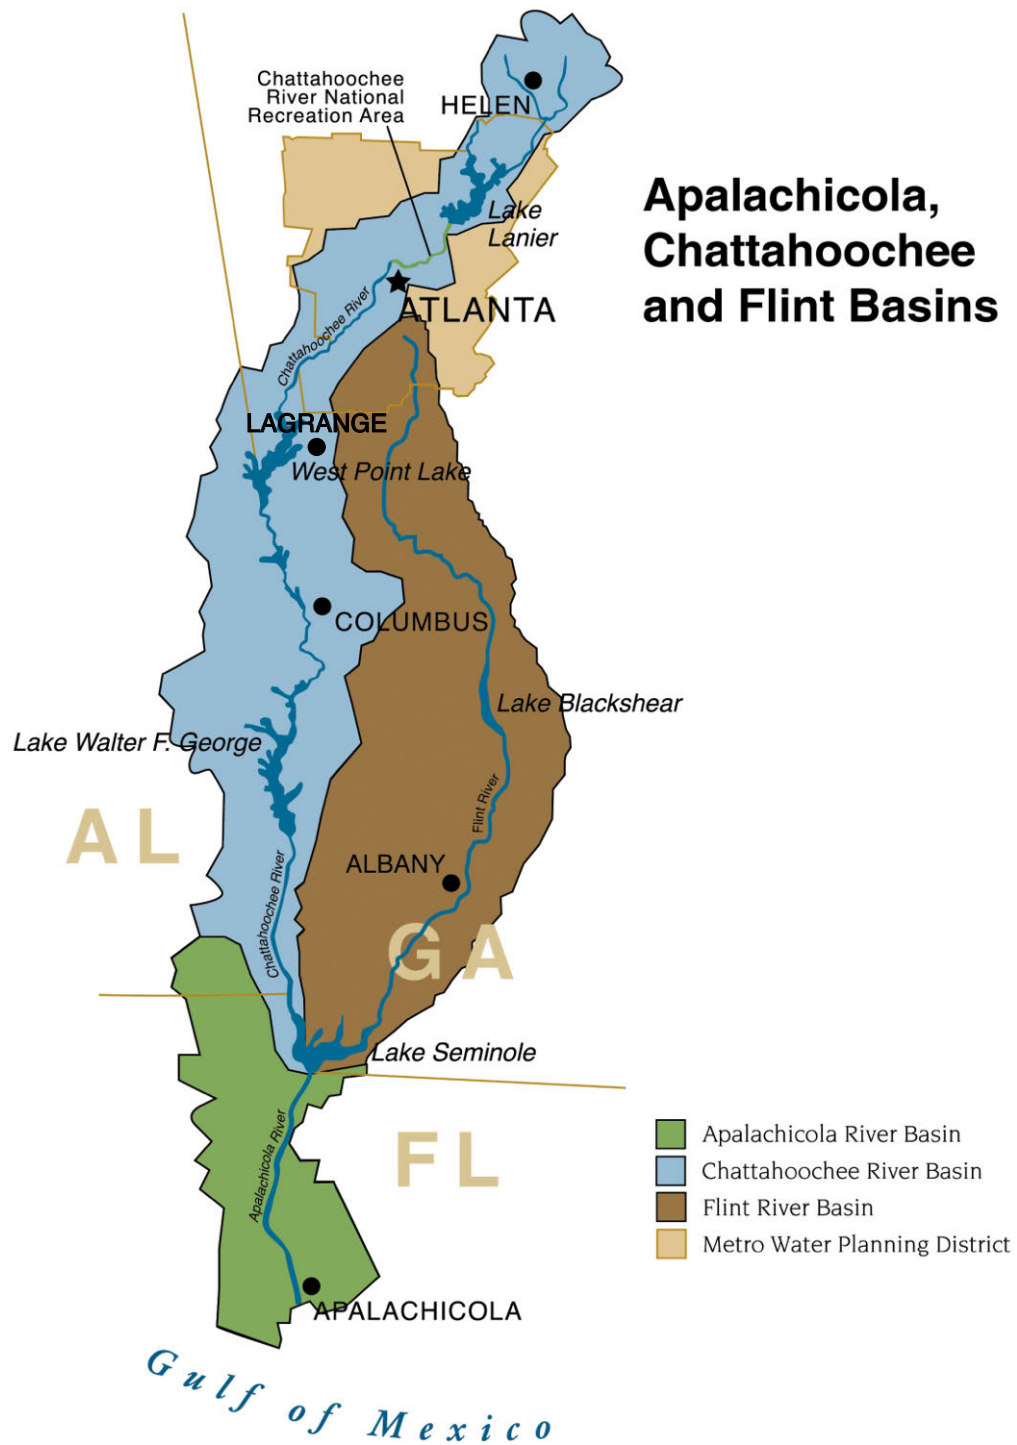 Chattahoochee
River National
Recreation Area
HELEN
Apalachicola,
Chattahoochee
and Flint Basins
Lake
Lanier
ATLANTA
Chattahoochee River
LAGRANGE
West Point Lake
COLUMBUS
Lake Blackshear
Lake Walter F. George
Flint River
AL
ALBANY
Chattahoochee River
GA
Lake Seminole
Apalachicola River
FL
Apalachicola River Basin
Chattahoochee River Basin
Flint River Basin
Metro Water Planning District
APALACHICOLA
Gulf of Mexico